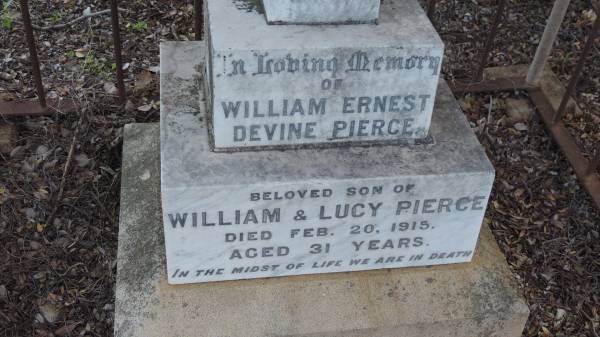 In Loving Memory
OF
WILLIAM ERNEST
DEVINE PIERCE.
BELOVED SON OF
WILLIAM & LUCY PIERCE
DIED FEB. 20, 1915.
AGED 31 YEARS.
IN THE MIDST OF LIFE WE ARE IN DEATH